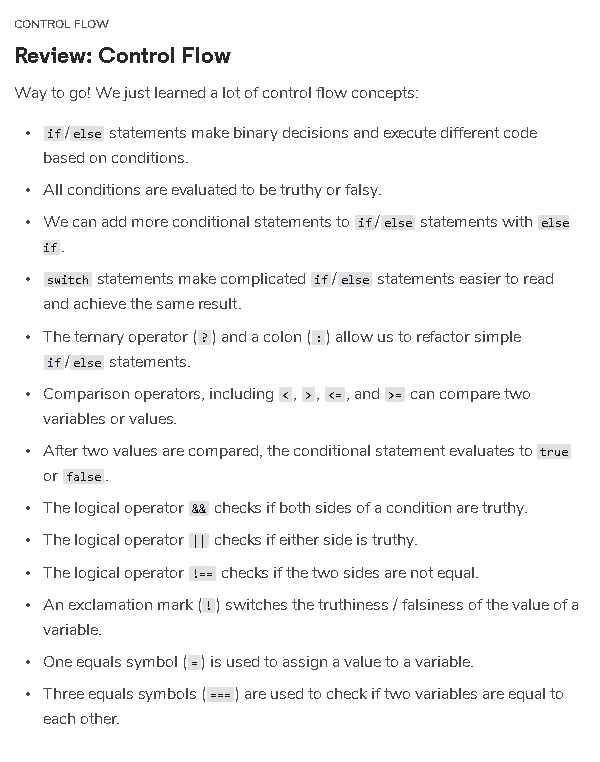 CONTROL FLOW
Review: Control Flow
Way to go! We just learned a lot of control flow concepts:
• if/else statements make binary decisions and execute different code
based on conditions.
• All conditions are evaluated to be truthy or falsy.
• We can add more conditional statements to if/else statements with else
if.
• switch statements make complicated if/else statements easier to read
and achieve the same result.
• The ternary operator (?) and a colon (:) allow us to refactor simple
if/else statements.
• Comparison operators, including <, >, <=, and >= can compare two
variables or values.
• After two values are compared, the conditional statement evaluates to true
or false.
• The logical operator && checks if both sides of a condition are truthy.
• The logical operator || checks if either side is truthy.
• The logical operator !== checks if the two sides are not equal.
• An exclamation mark (!) switches the truthiness / falsiness of the value of a
variable.
• One equals symbol (=) is used to assign a value to a variable.
• Three equals symbols (===) are used to check if two variables are equal to
each other.